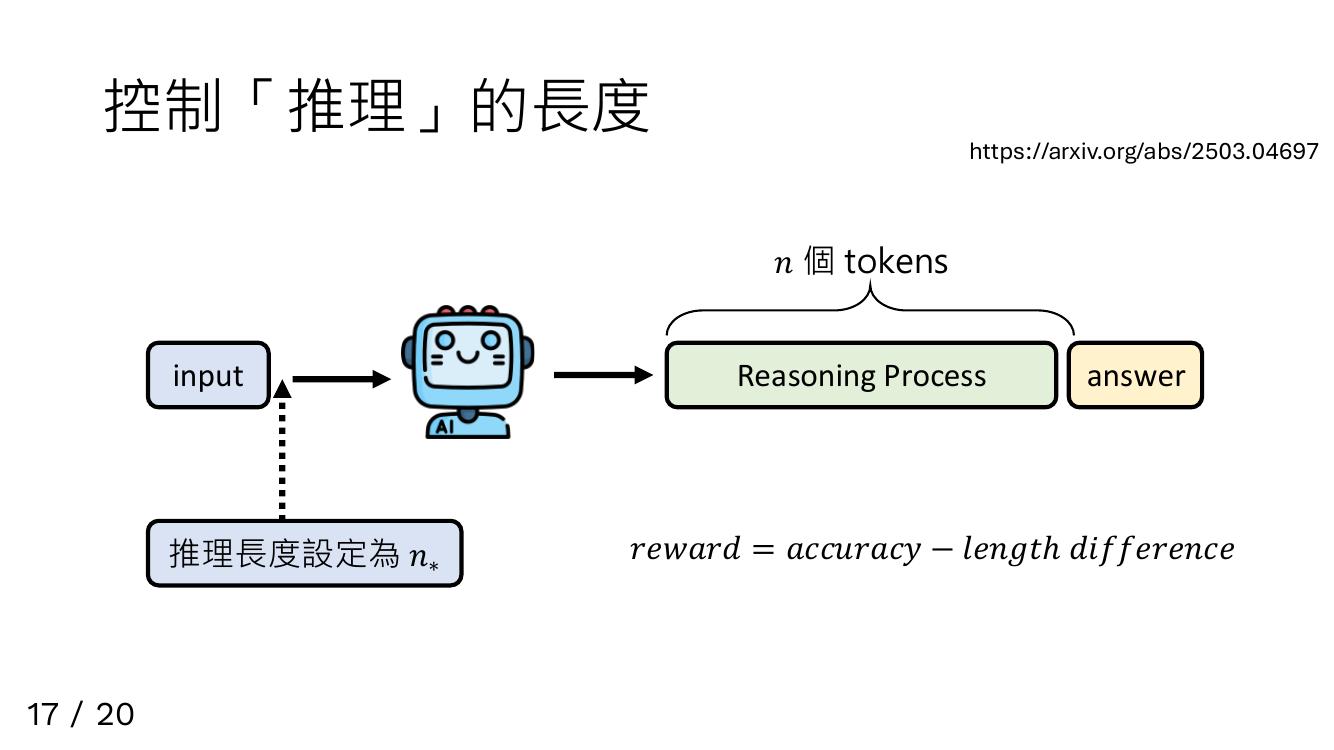 控制「推理」的長度
https://arxiv.org/abs/2503.04697
n 個 tokens
input
AI
Reasoning Process
answer
推理長度設定為 n*
reward = accuracy − length difference
17 / 20